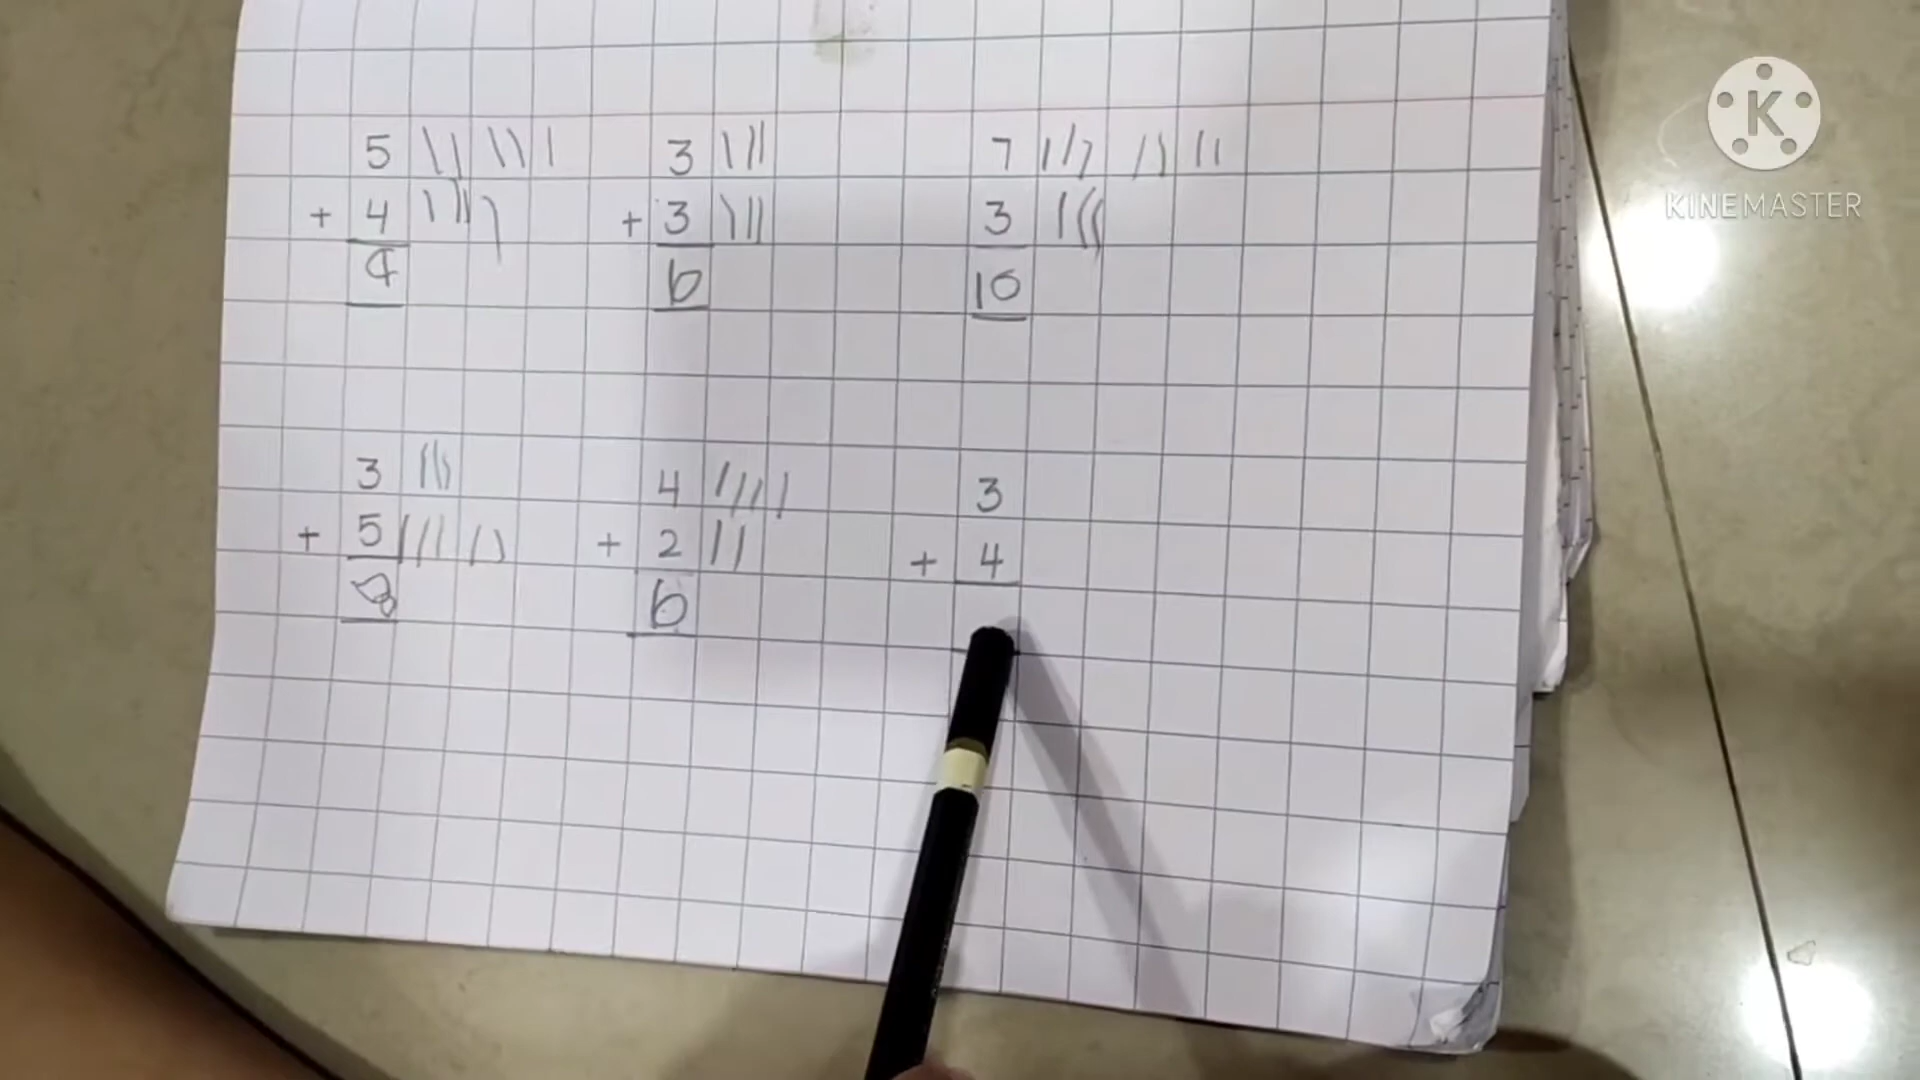 5 3 7
+ 4 + 3 3
9 6 10
3 4 3
+ 5 + 2 + 4
8 6
K
KINEMASTER